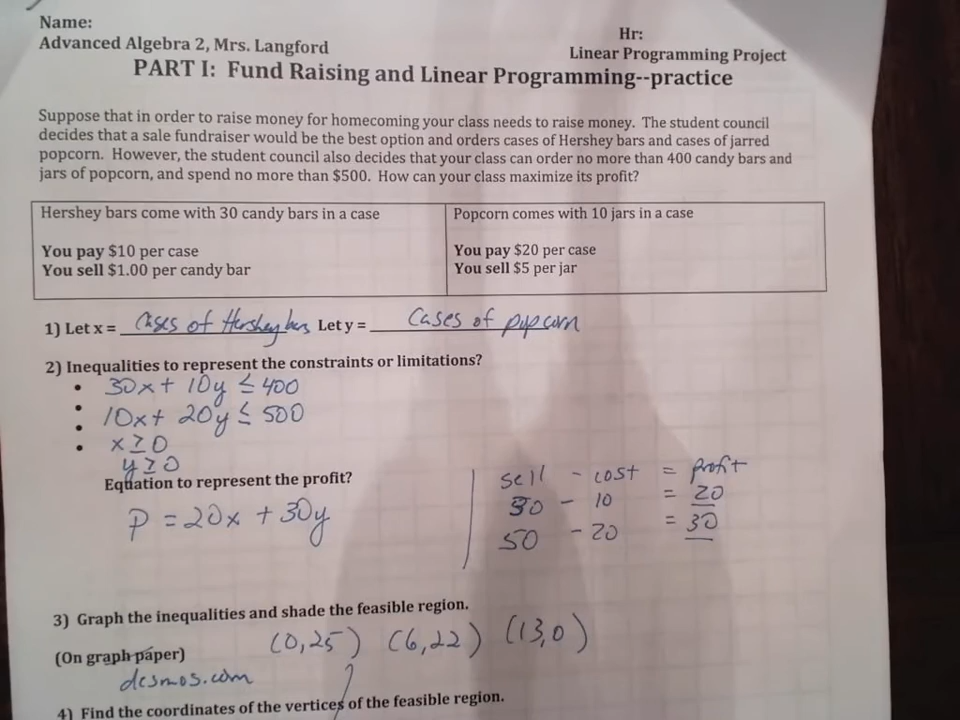 Name:
Hr:
Advanced Algebra 2, Mrs. Langford
Linear Programming Project
PART I: Fund Raising and Linear Programming--practice
Suppose that in order to raise money for homecoming your class needs to raise money. The student council
decides that a sale fundraiser would be the best option and orders cases of Hershey bars and cases of jarred
popcorn. However, the student council also decides that your class can order no more than 400 candy bars and
jars of popcorn, and spend no more than $500. How can your class maximize its profit?
Hershey bars come with 30 candy bars in a case
You pay $10 per case
You sell $1.00 per candy bar
Popcorn comes with 10 jars in a case
You pay $20 per case
You sell $5 per jar
1) Let x = Cases of Hershey bars Let y = Cases of popcorn
2) Inequalities to represent the constraints or limitations?
• 30x + 10y ≤ 400
• 10x + 20y ≤ 500
• x ≥ 0
y ≥ 0
Equation to represent the profit?
P = 20x + 30y
sell - cost = profit
30 - 10 = 20
50 - 20 = 30
3) Graph the inequalities and shade the feasible region.
(On graph paper)
(0,25) (6,22) (13,0)
desmos.com
4) Find the coordinates of the vertices of the feasible region.